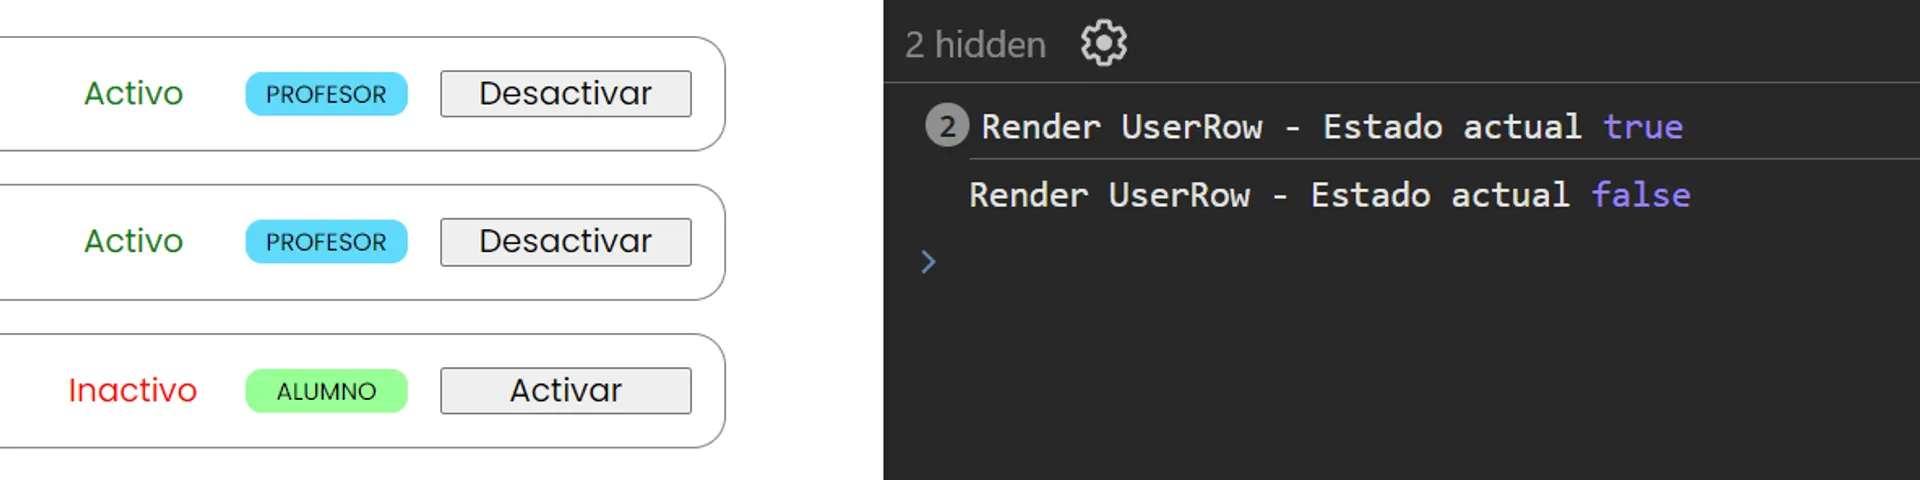 Activo PROFESOR Desactivar
Activo PROFESOR Desactivar
Inactivo ALUMNO Activar
2 hidden
2 Render UserRow - Estado actual true
Render UserRow - Estado actual false